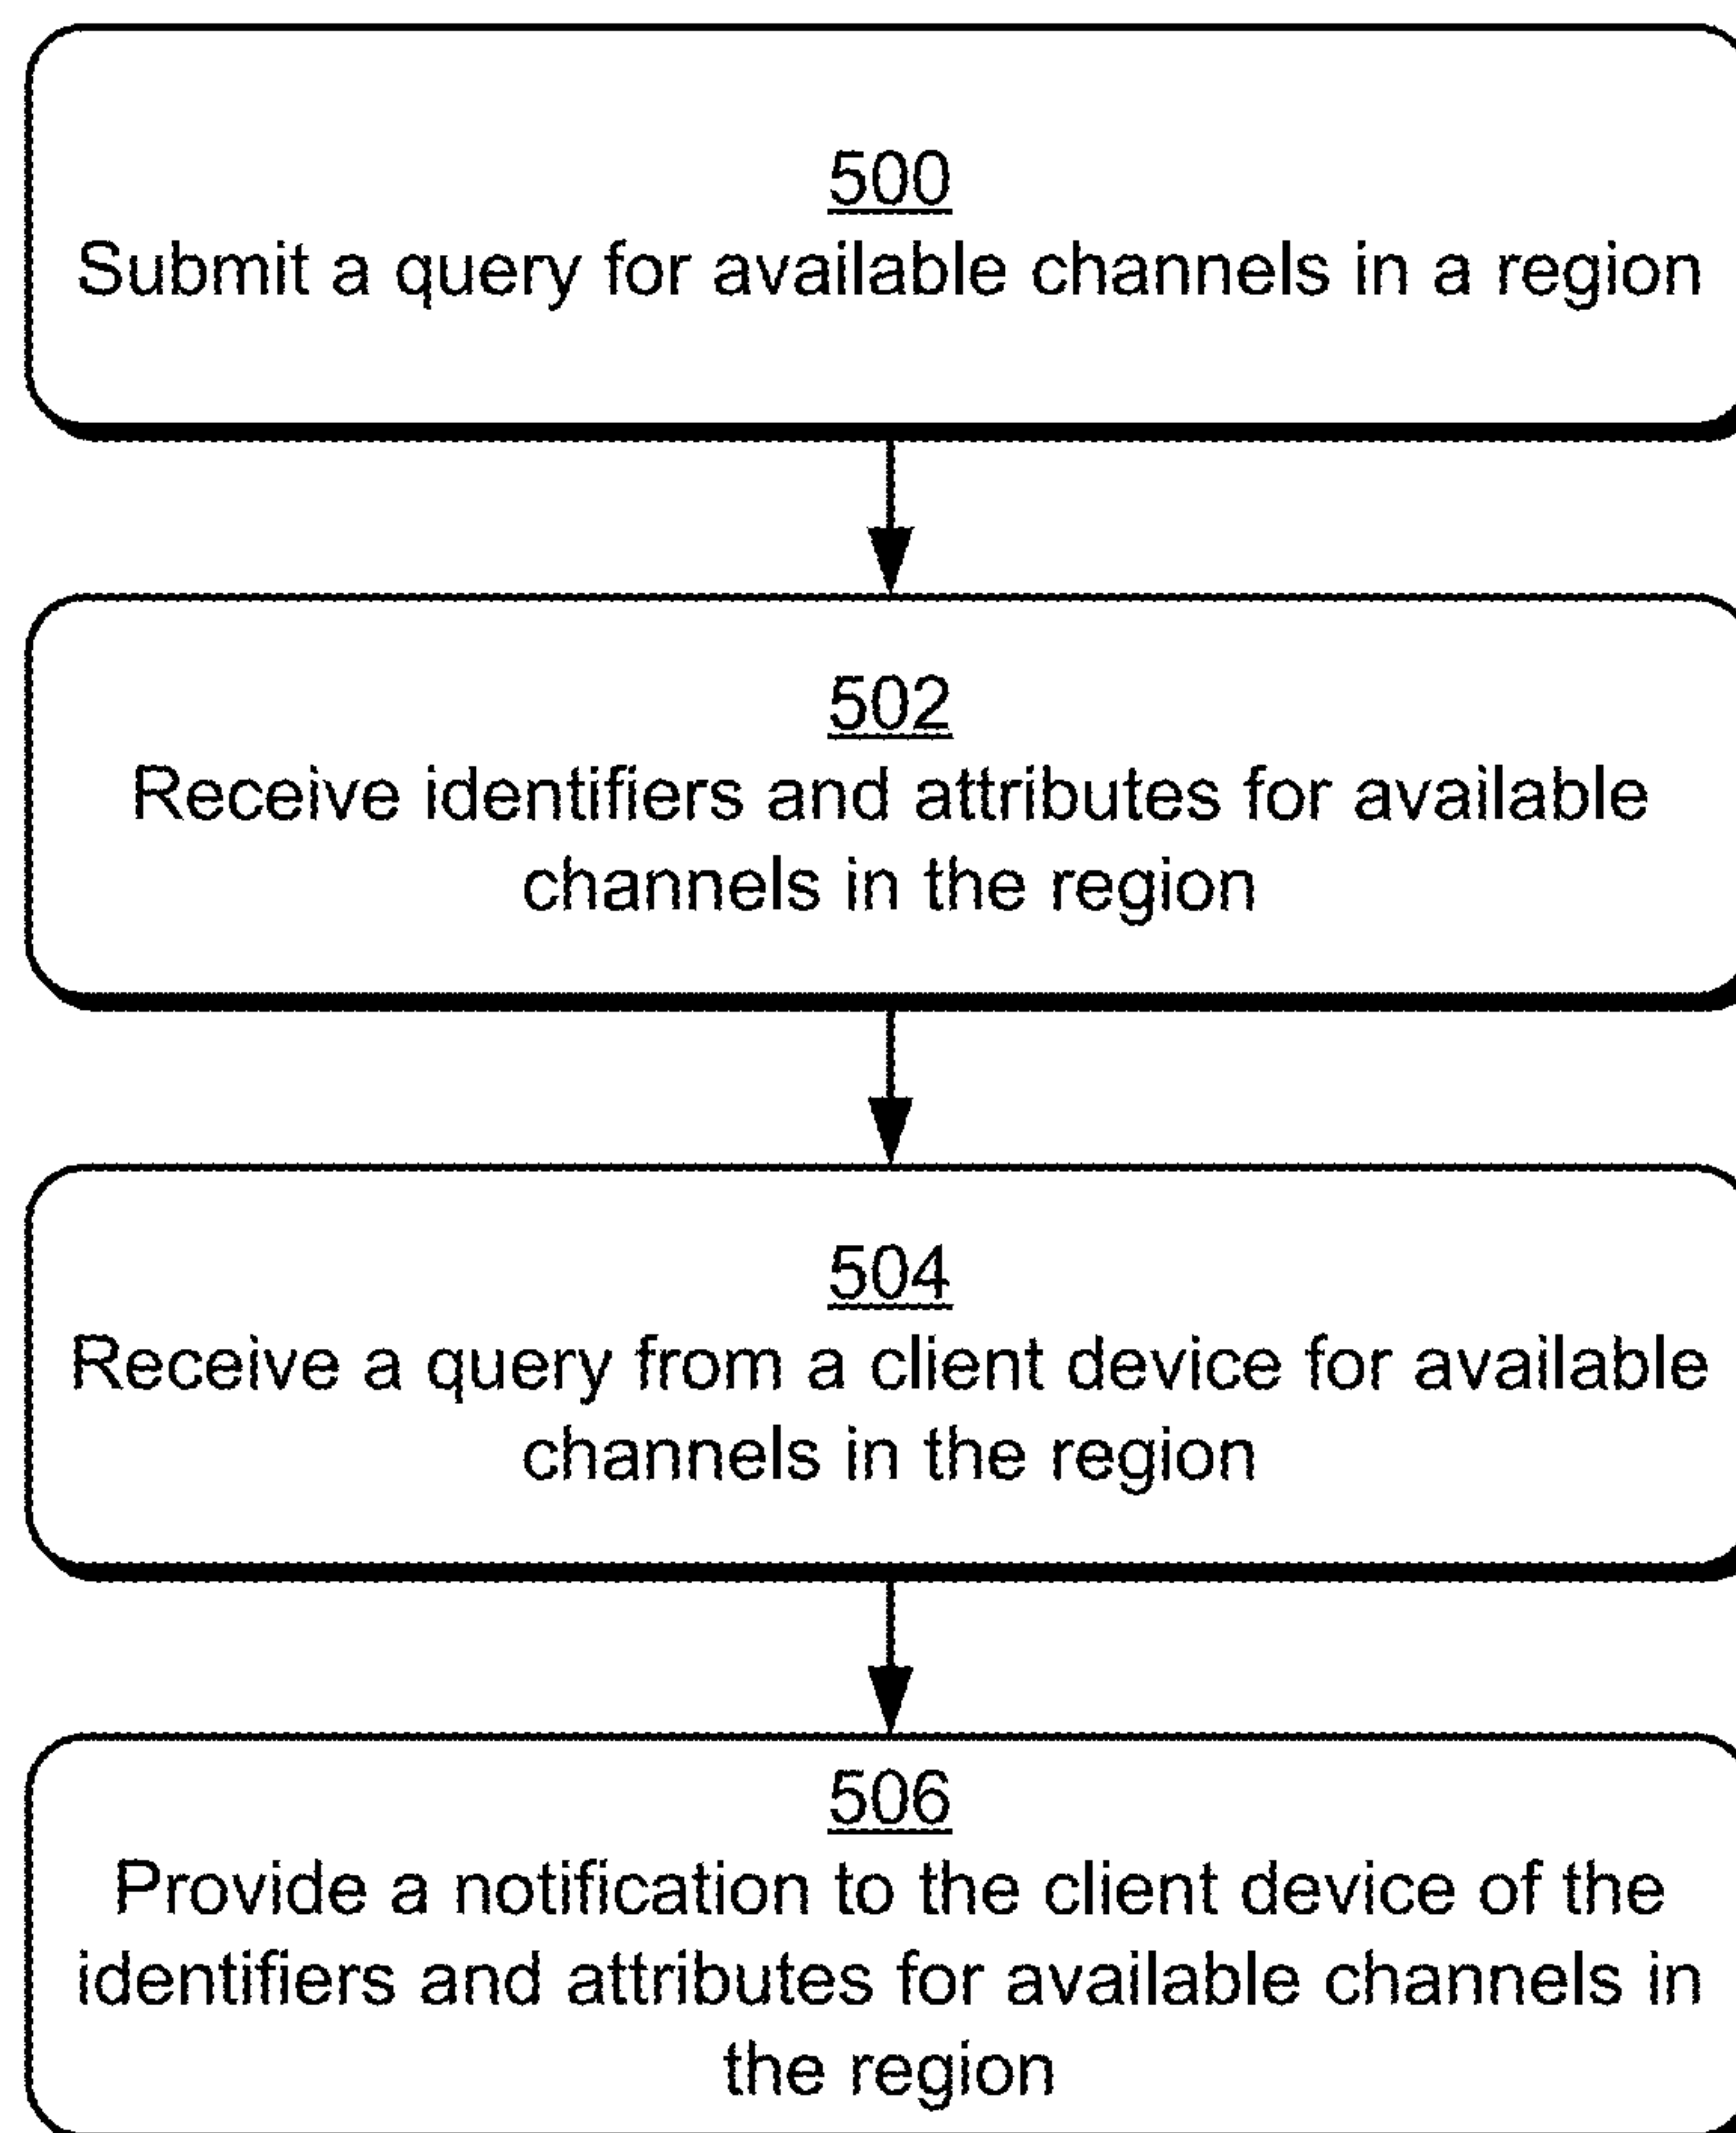 500
Submit a query for available channels in a region
502
Receive identifiers and attributes for available
channels in the region
504
Receive a query from a client device for available
channels in the region
506
Provide a notification to the client device of the
identifiers and attributes for available channels in
the region